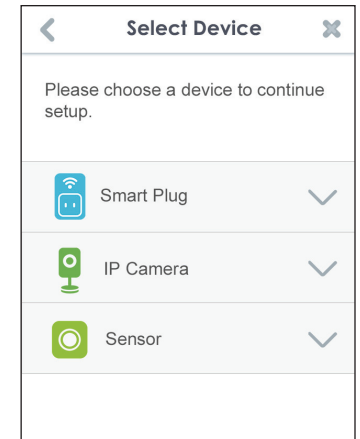 Select Device
Please choose a device to continue
setup.
Smart Plug
IP Camera
Sensor